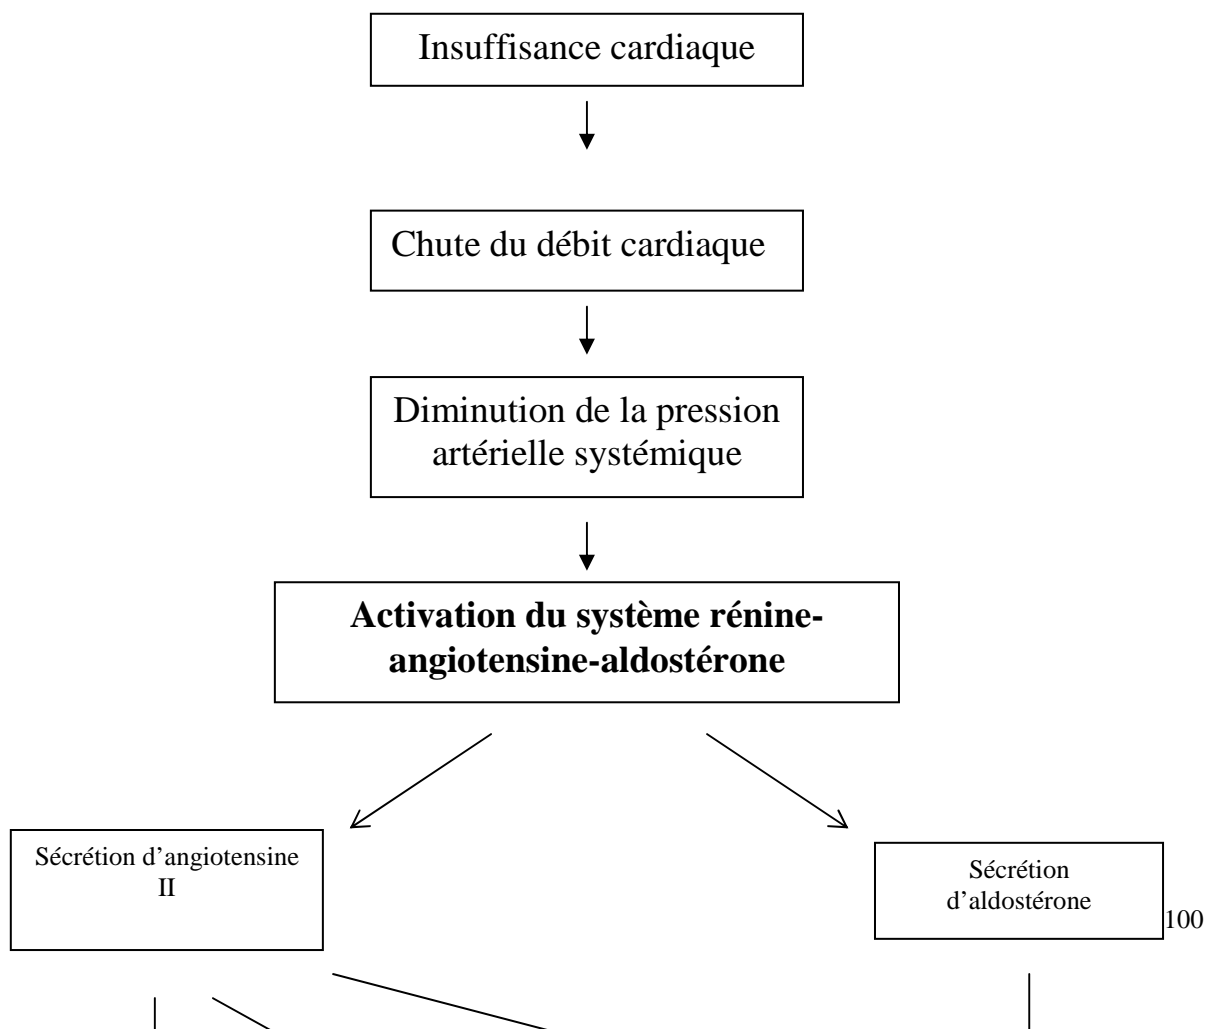 Insuffisance cardiaque
Chute du débit cardiaque
Diminution de la pression
artérielle systémique
Activation du système rénine-
angiotensine-aldostérone
Sécrétion d’angiotensine
II
Sécrétion
d’aldostérone
100